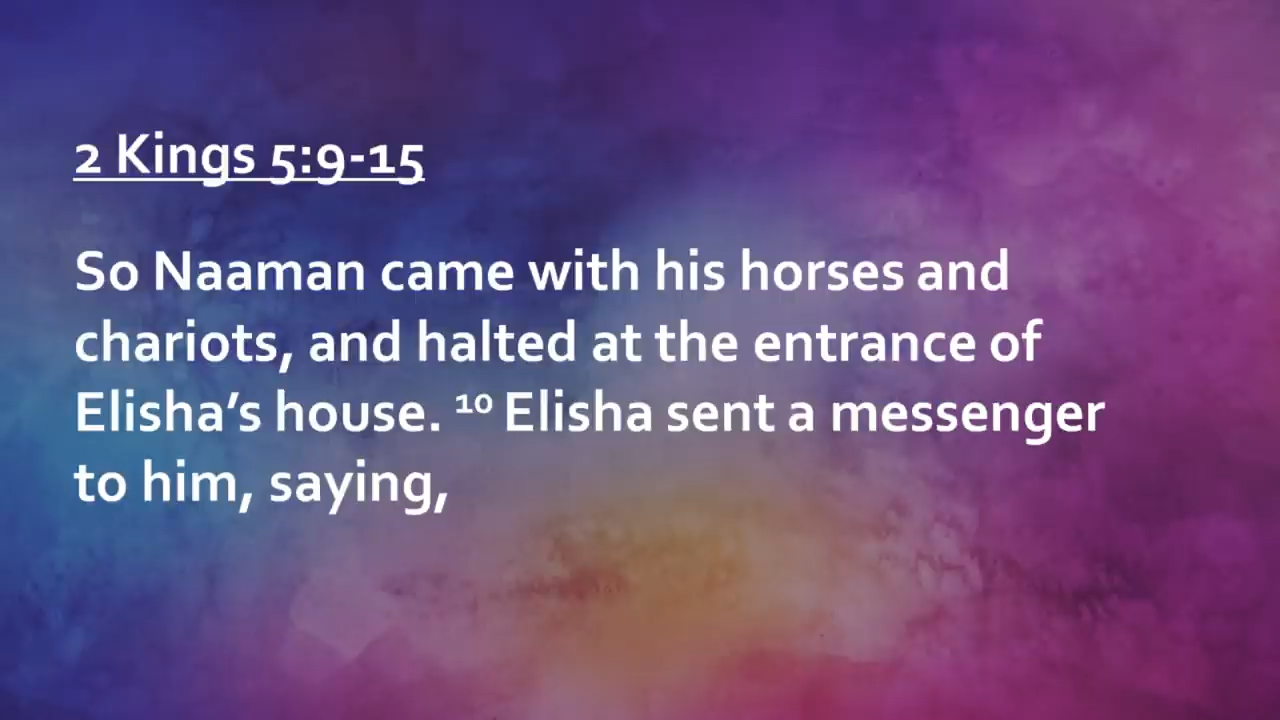 2 Kings 5:9-15
So Naaman came with his horses and
chariots, and halted at the entrance of
Elisha’s house. ¹⁰ Elisha sent a messenger
to him, saying,